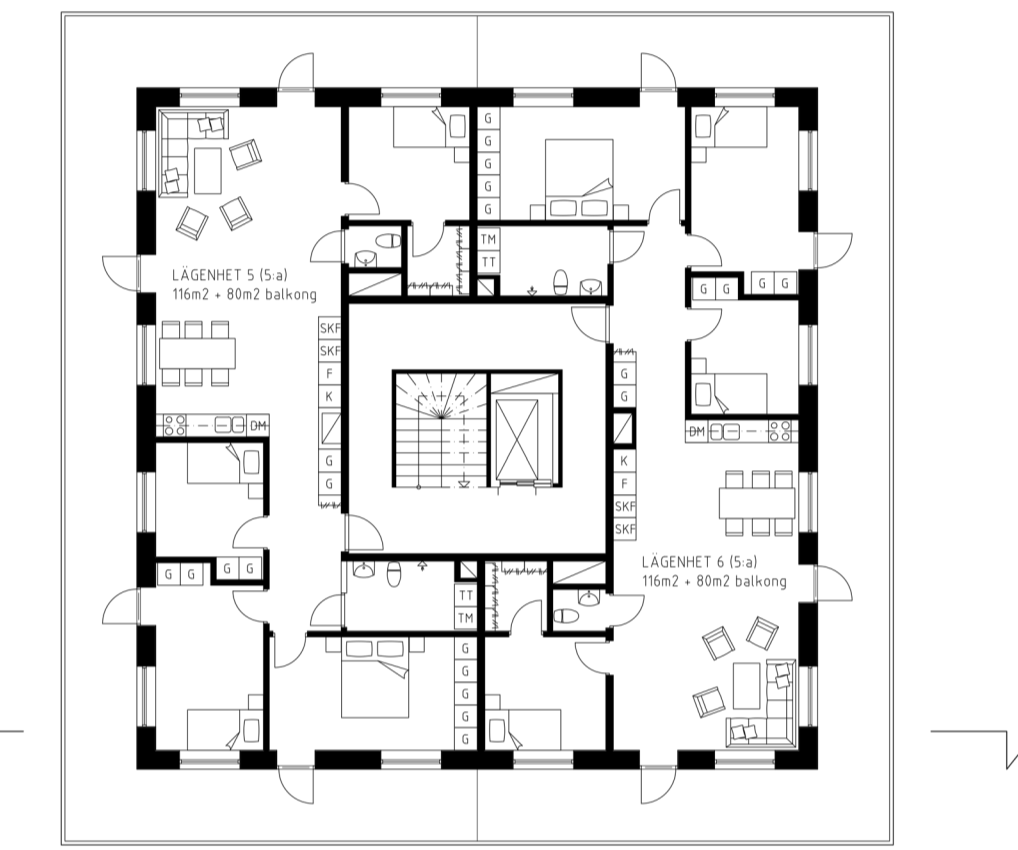 G
G
G
G
G
TM
TT
LÄGENHET 5 (5:a)
116m2 + 80m2 balkong
G G
G G
SKF
SKF
F
K
G
G
DM
G
G
DM
K
F
SKF
SKF
G G
G G
LÄGENHET 6 (5:a)
116m2 + 80m2 balkong
TT
TM
G
G
G
G
G